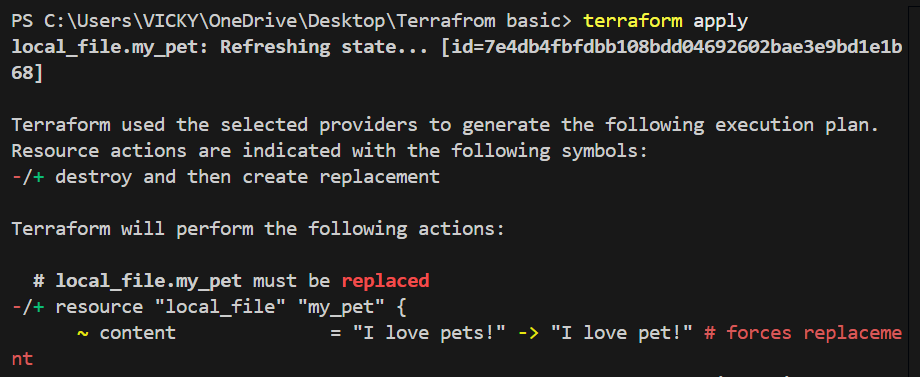 PS C:\Users\VICKY\OneDrive\Desktop\Terrafrom basic> terraform apply
local_file.my_pet: Refreshing state... [id=7e4db4fbfdbb108bdd04692602bae3e9bd1e1b
68]
Terraform used the selected providers to generate the following execution plan.
Resource actions are indicated with the following symbols:
-/+ destroy and then create replacement
Terraform will perform the following actions:
# local_file.my_pet must be replaced
-/+ resource "local_file" "my_pet" {
~ content = "I love pets!" -> "I love pet!" # forces replaceme
nt